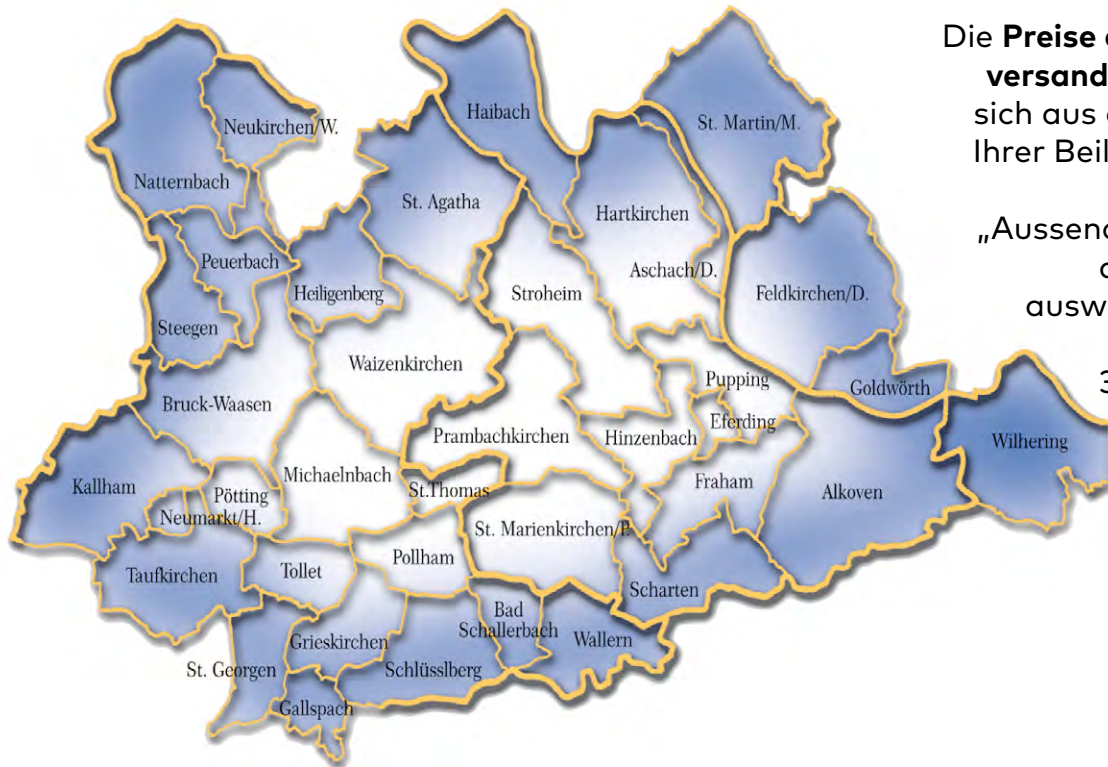 Die Preise
versand
sich aus
Ihrer Beil
„Aussend
ausw
3
Haibach
St. Martin/M.
Neukirchen/W.
Natternbach
St. Agatha
Hartkirchen
Peuerbach
Aschach/D.
Heiligenberg
Stroheim
Feldkirchen/D.
Steegen
Waizenkirchen
Pupping
Goldwörth
Bruck-Waasen
Eferding
Prambachkirchen
Hinzenbach
Wilhering
Michaelnbach
Kallham
St.Thomas
Fraham
Alkoven
Pötting
Neumarkt/H.
St. Marienkirchen/P.
Pollham
Taufkirchen
Tollet
Scharten
Bad
Schallerbach
Grieskirchen
Wallern
St. Georgen
Schlüsslberg
Gallspach